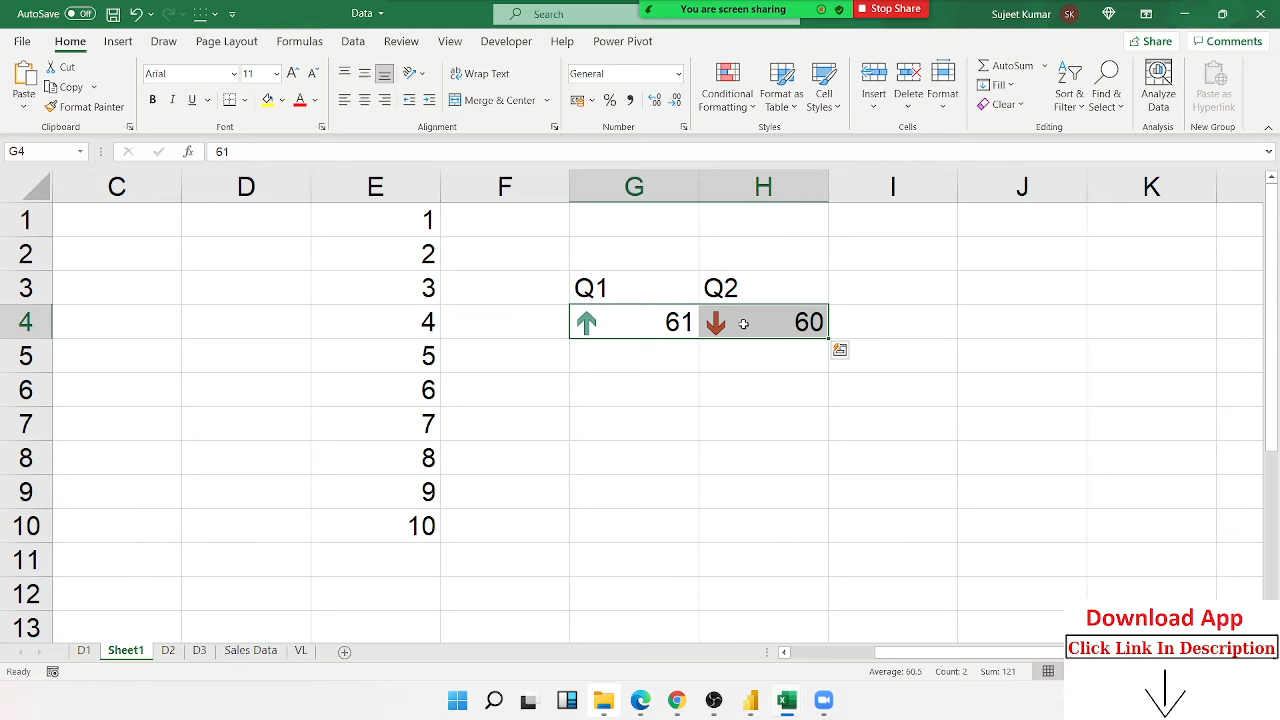 AutoSave Off Data Search You are screen sharing Stop Share Sujeet Kumar SK
File Home Insert Draw Page Layout Formulas Data Review View Developer Help Power Pivot Share Comments
Paste Cut Copy Format Painter Clipboard
Arial 11 B I U A Font
Wrap Text Merge & Center Alignment
General % Number
Conditional Formatting Format as Table Cell Styles Styles
Insert Delete Format Cells
AutoSum Fill Clear Sort & Filter Find & Select Editing
Analyze Data Analysis
Paste as Hyperlink New Group
G4 fx 61
C D E F G H I J K
1 1
2 2
3 3 Q1 Q2
4 4 61 60
5 5
6 6
7 7
8 8
9 9
10 10
11
12
13
Download App
Click Link In Description
D1 Sheet1 D2 D3 Sales Data VL
Ready Average: 60.5 Count: 2 Sum: 121